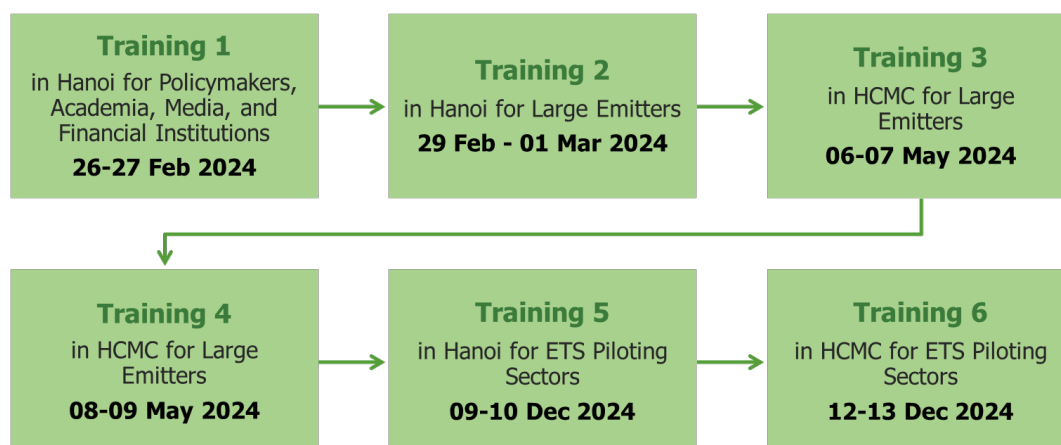 Training 1
in Hanoi for Policymakers,
Academia, Media, and
Financial Institutions
26-27 Feb 2024
Training 2
in Hanoi for Large Emitters
29 Feb - 01 Mar 2024
Training 3
in HCMC for Large
Emitters
06-07 May 2024
Training 4
in HCMC for Large
Emitters
08-09 May 2024
Training 5
in Hanoi for ETS Piloting
Sectors
09-10 Dec 2024
Training 6
in HCMC for ETS Piloting
Sectors
12-13 Dec 2024